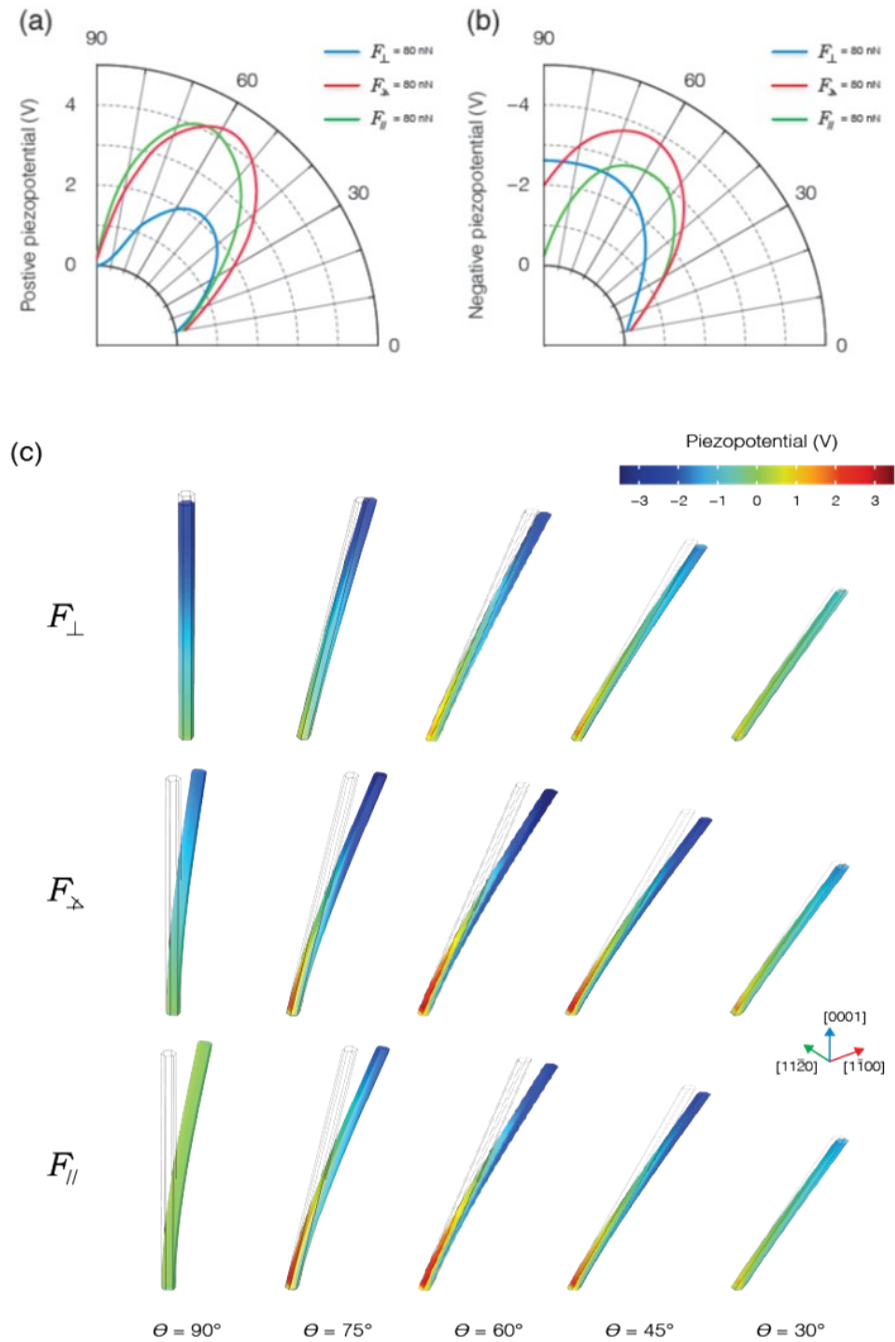 (a)
90
60
30
0
Postive piezopotential (V)
4
2
0
F⊥ = 80 nN
F∡ = 80 nN
F// = 80 nN
(b)
90
60
30
0
Negative piezopotential (V)
−4
−2
0
F⊥ = 80 nN
F∡ = 80 nN
F// = 80 nN
(c)
Piezopotential (V)
−3 −2 −1 0 1 2 3
F⊥
F∡
[0001]
[112̄0] [11̄00]
F//
Θ = 90° Θ = 75° Θ = 60° Θ = 45° Θ = 30°